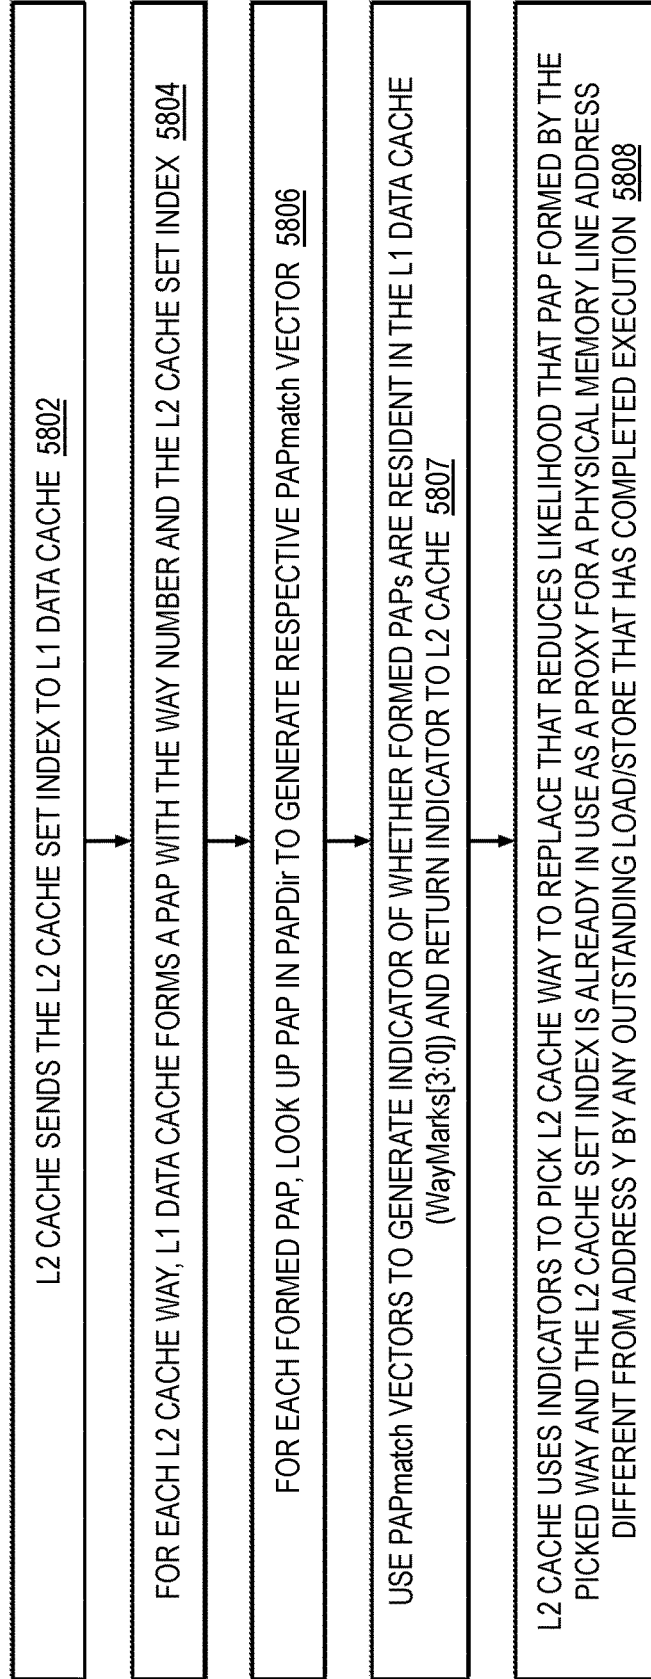 L2 CACHE SENDS THE L2 CACHE SET INDEX TO L1 DATA CACHE 5802
FOR EACH L2 CACHE WAY, L1 DATA CACHE FORMS A PAP WITH THE WAY NUMBER AND THE L2 CACHE SET INDEX 5804
FOR EACH FORMED PAP, LOOK UP PAP IN PAPDir TO GENERATE RESPECTIVE PAPmatch VECTOR 5806
USE PAPmatch VECTORS TO GENERATE INDICATOR OF WHETHER FORMED PAPs ARE RESIDENT IN THE L1 DATA CACHE
(WayMarks[3:0]) AND RETURN INDICATOR TO L2 CACHE 5807
L2 CACHE USES INDICATORS TO PICK L2 CACHE WAY TO REPLACE THAT REDUCES LIKELIHOOD THAT PAP FORMED BY THE
PICKED WAY AND THE L2 CACHE SET INDEX IS ALREADY IN USE AS A PROXY FOR A PHYSICAL MEMORY LINE ADDRESS
DIFFERENT FROM ADDRESS Y BY ANY OUTSTANDING LOAD/STORE THAT HAS COMPLETED EXECUTION 5808